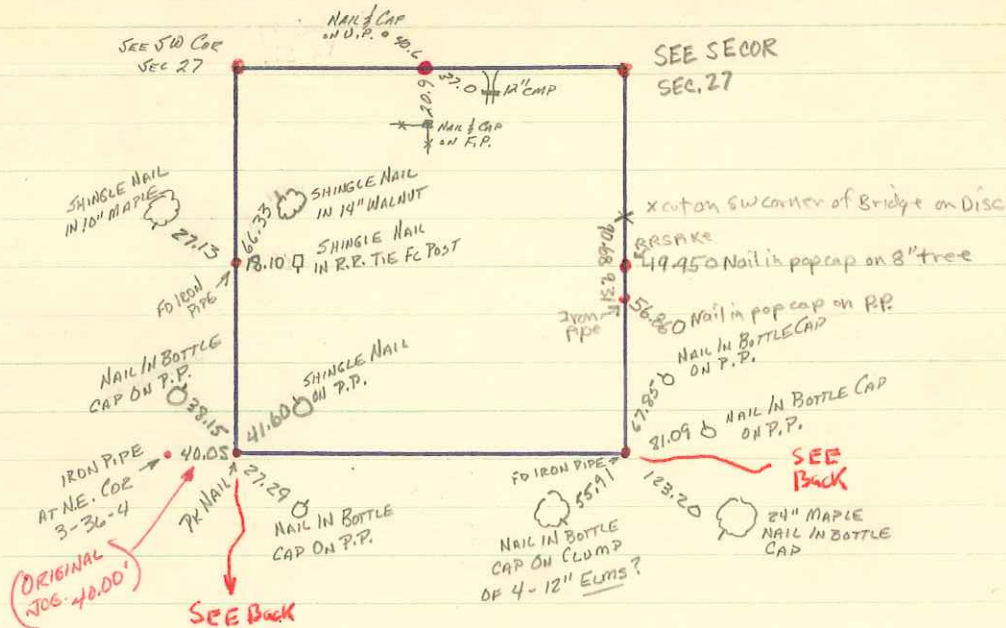 NAIL & CAP
ON U.P.
40.6
SEE SW COR
SEC 27
SEE SECOR
SEC. 27
37.0
12" CMP
20.9
NAIL & CAP
ON F.P.
SHINGLE NAIL
IN 10" MAPLE
27.13
66.33
SHINGLE NAIL
IN 14" WALNUT
18.10
SHINGLE NAIL
IN R.R. TIE FC POST
FD IRON
PIPE
x cut on SW corner of Bridge on Disc
90.68
49.95 Nail in pop cap on 8" tree
Iron
Pipe
56.86 Nail in pop cap on P.P.
NAIL IN BOTTLE CAP
ON P.P.
67.85
NAIL IN BOTTLE
CAP ON P.P.
38.15
SHINGLE NAIL
ON P.P.
41.60
81.09
NAIL IN BOTTLE CAP
ON P.P.
IRON PIPE
AT N.E. COR
3-36-4
40.05
PK NAIL
27.29
NAIL IN BOTTLE
CAP ON P.P.
FD IRON PIPE
55.91
NAIL IN BOTTLE
CAP ON CLUMP
OF 4-12" ELMS?
123.20
24" MAPLE
NAIL IN BOTTLE
CAP
SEE
Back
(ORIGINAL
40.00')
SEE Back